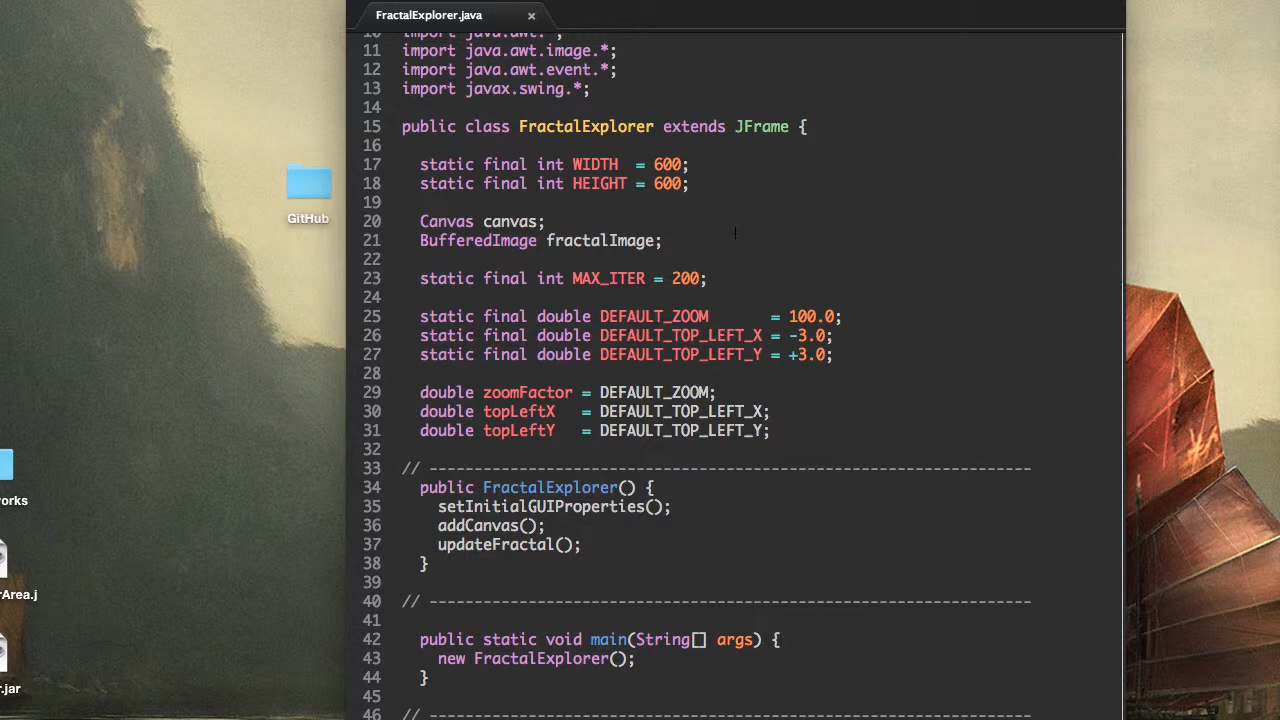 FractalExplorer.java ×
10 import java.awt.*;
11 import java.awt.image.*;
12 import java.awt.event.*;
13 import javax.swing.*;
14
15 public class FractalExplorer extends JFrame {
16
17 static final int WIDTH = 600;
18 static final int HEIGHT = 600;
19
20 Canvas canvas;
21 BufferedImage fractalImage;
22
23 static final int MAX_ITER = 200;
24
25 static final double DEFAULT_ZOOM = 100.0;
26 static final double DEFAULT_TOP_LEFT_X = -3.0;
27 static final double DEFAULT_TOP_LEFT_Y = +3.0;
28
29 double zoomFactor = DEFAULT_ZOOM;
30 double topLeftX = DEFAULT_TOP_LEFT_X;
31 double topLeftY = DEFAULT_TOP_LEFT_Y;
32
33 // -------------------------------------------------------------------
34 public FractalExplorer() {
35 setInitialGUIProperties();
36 addCanvas();
37 updateFractal();
38 }
39
40 // -------------------------------------------------------------------
41
42 public static void main(String[] args) {
43 new FractalExplorer();
44 }
45
46 // -------------------------------------------------------------------
GitHub
orks
rArea.j
r.jar